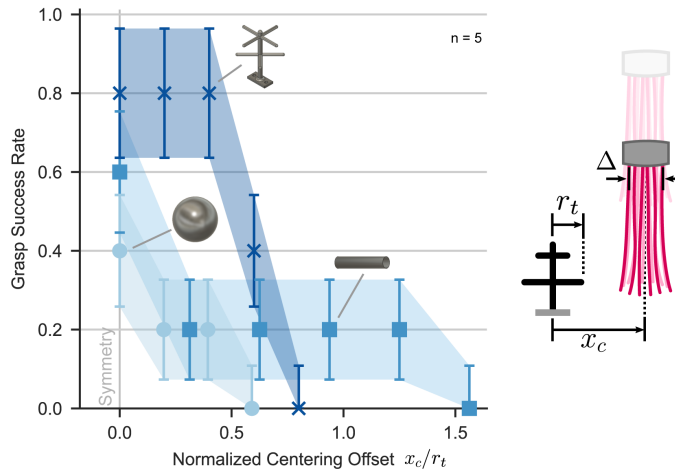 1.0
n = 5
0.8
0.6
0.4
0.2
0.0
Grasp Success Rate
Symmetry
0.0
0.5
1.0
1.5
Normalized Centering Offset x_c/r_t
Δ
r_t
x_c